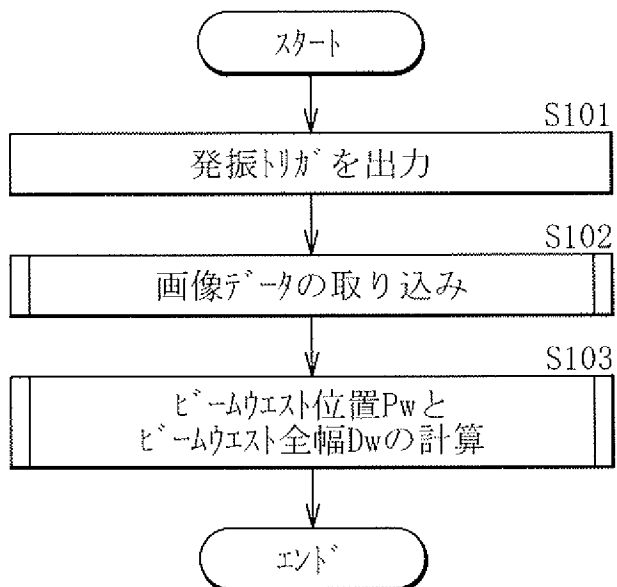 スタート
S101
発振ﾄﾘｶﾞを出力
S102
画像ﾃﾞｰﾀの取り込み
S103
ﾋﾞｰﾑｳｴｽﾄ位置Pwと
ﾋﾞｰﾑｳｴｽﾄ全幅Dwの計算
ｴﾝﾄﾞ